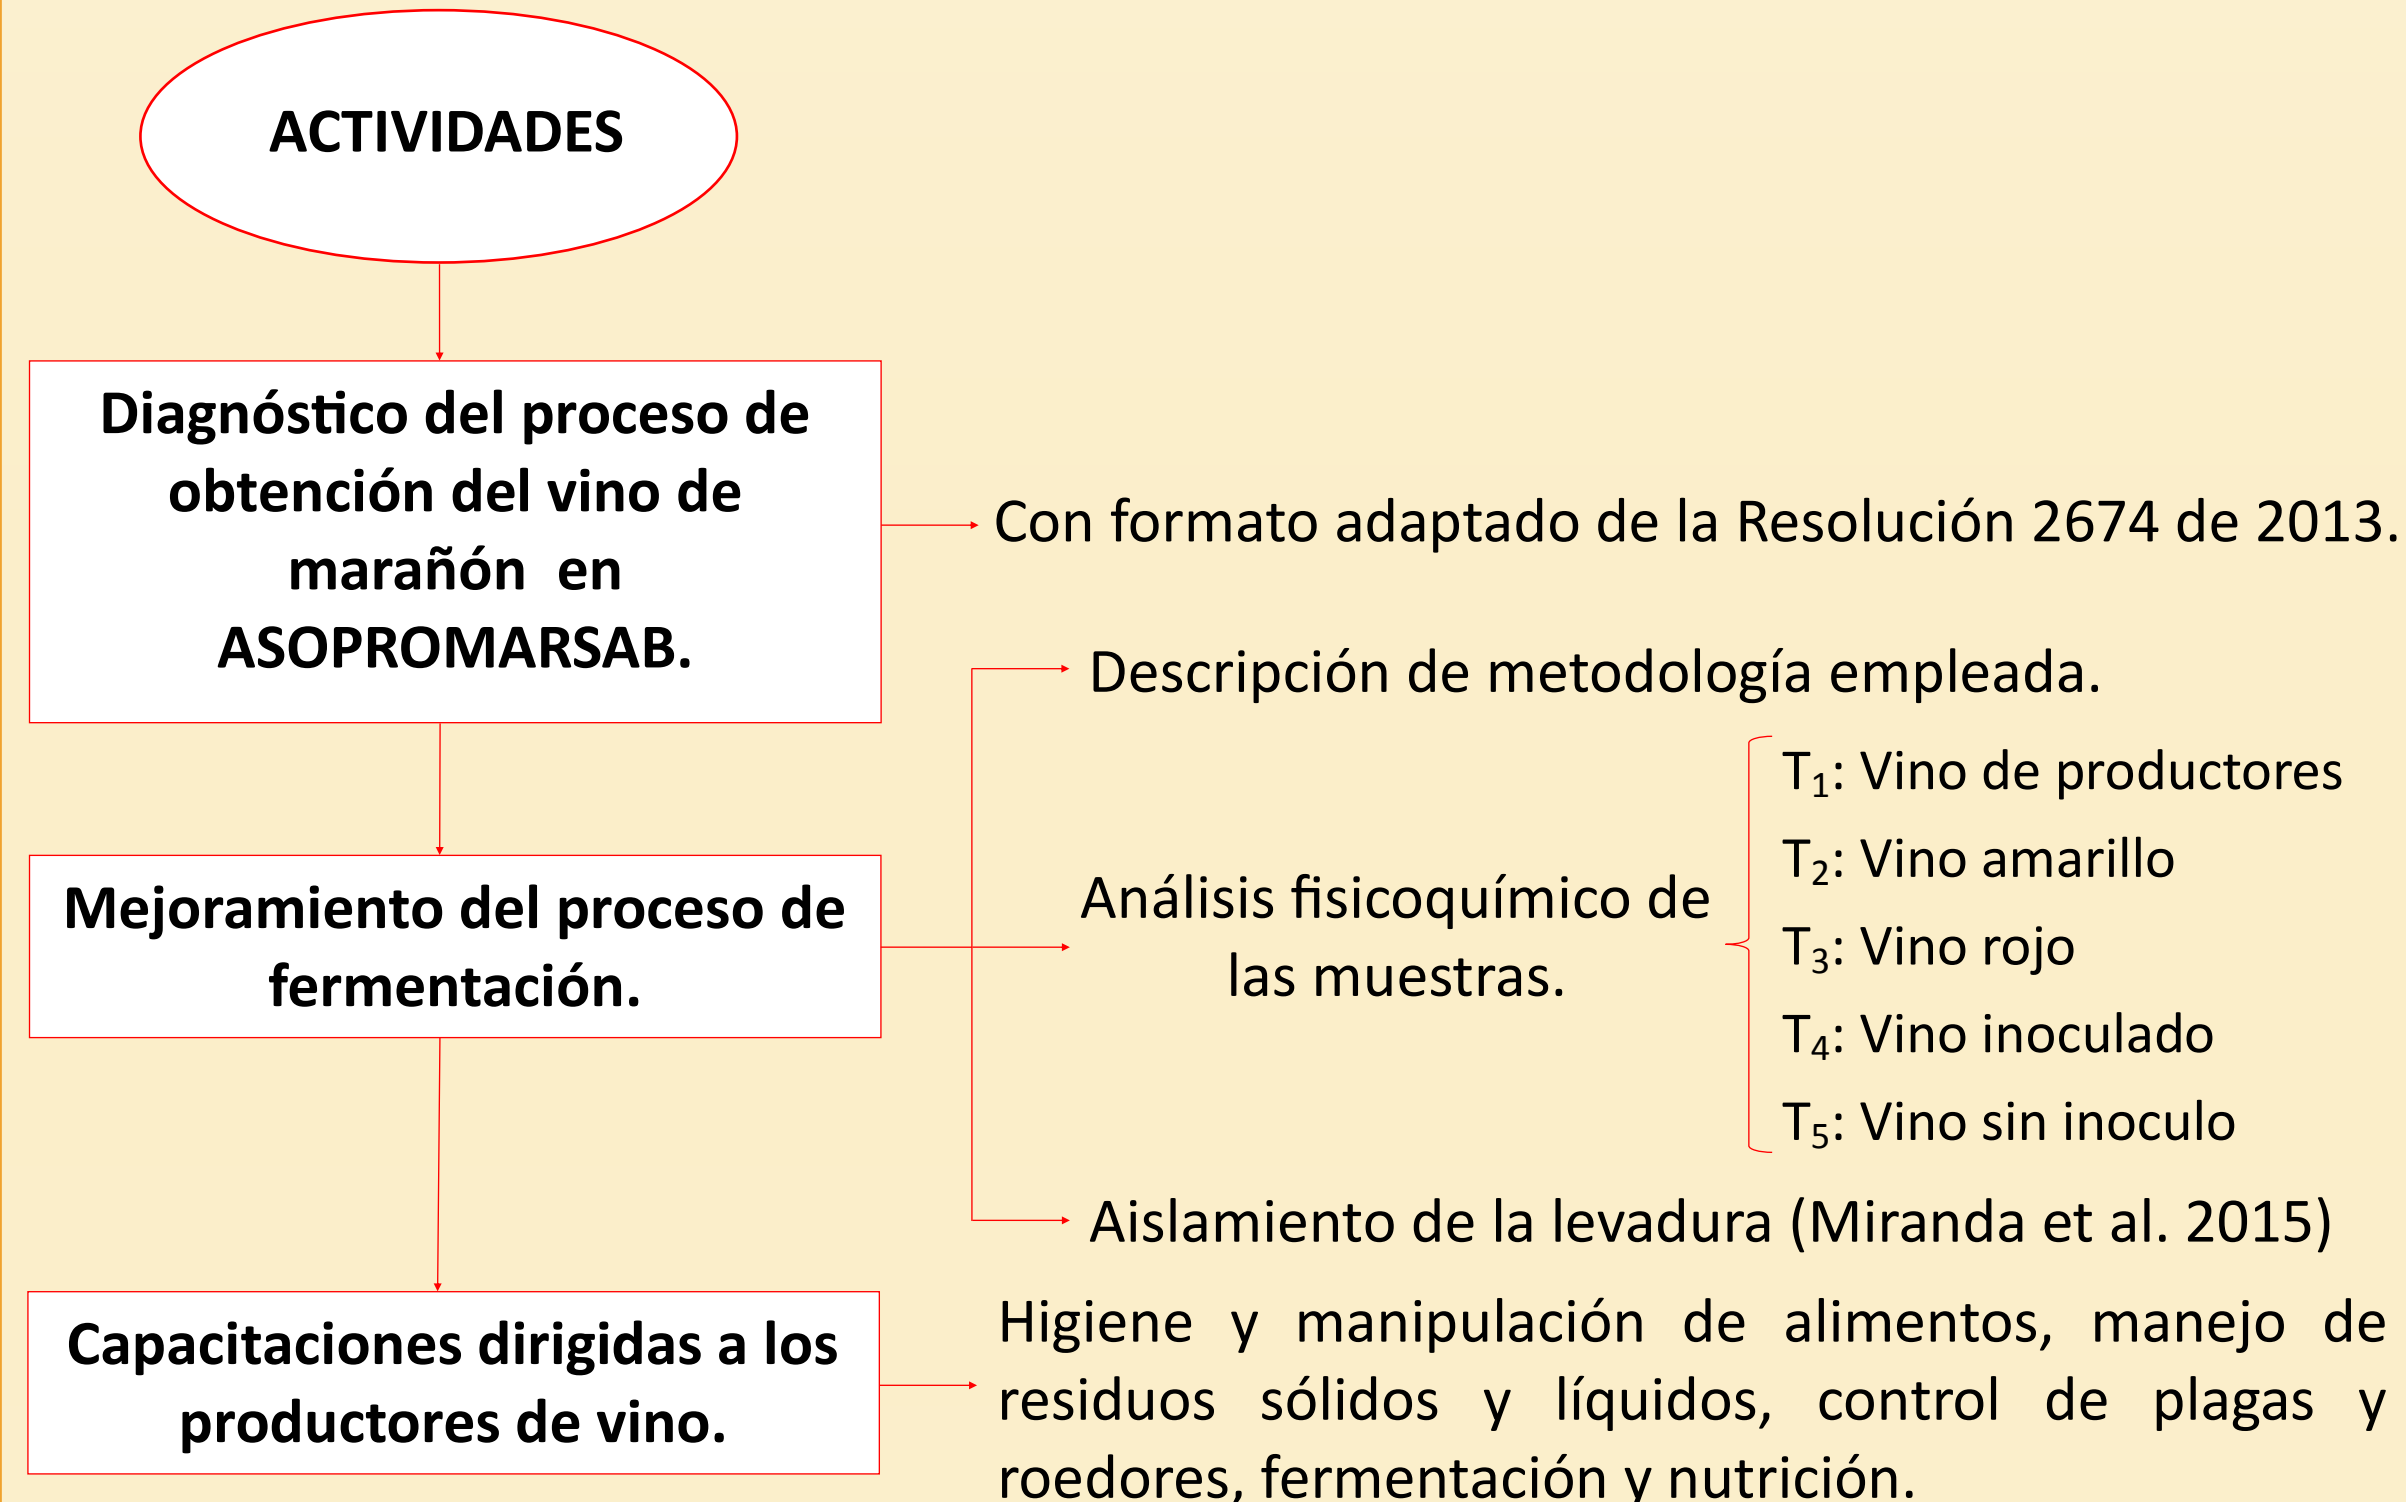 ACTIVIDADES
Diagnóstico del proceso de
obtención del vino de
marañón  en
ASOPROMARSAB.
Con formato adaptado de la Resolución 2674 de 2013.
Mejoramiento del proceso de
fermentación.
Descripción de metodología empleada.
Análisis fisicoquímico de
las muestras.
T₁: Vino de productores
T₂: Vino amarillo
T₃: Vino rojo
T₄: Vino inoculado
T₅: Vino sin inoculo
Aislamiento de la levadura (Miranda et al. 2015)
Capacitaciones dirigidas a los
productores de vino.
Higiene y manipulación de alimentos, manejo de
residuos sólidos y líquidos, control de plagas y
roedores, fermentación y nutrición.